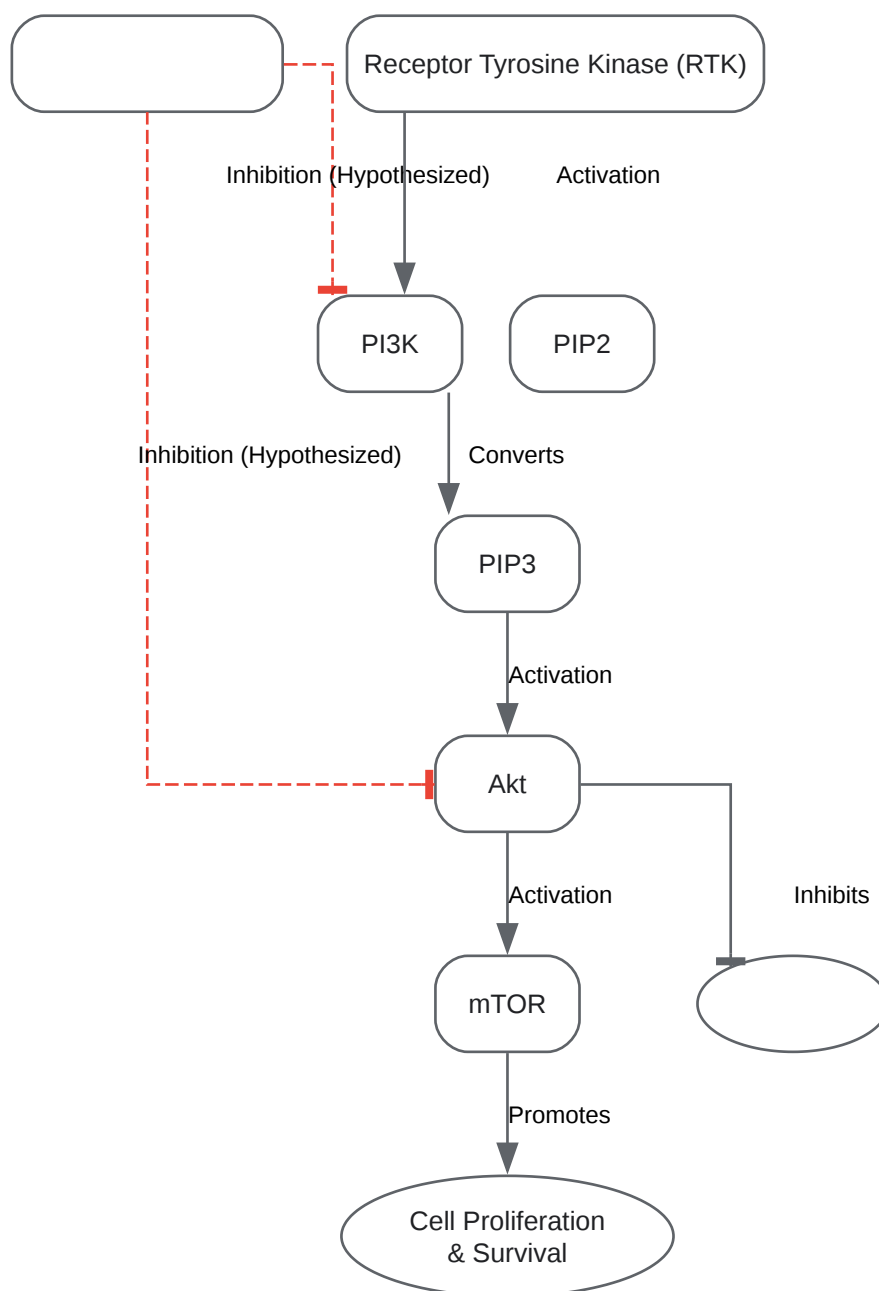 Receptor Tyrosine Kinase (RTK)
Inhibition (Hypothesized)
Activation
PI3K
PIP2
Inhibition (Hypothesized)
Converts
PIP3
Activation
Akt
Activation
Inhibits
mTOR
Promotes
Cell Proliferation
& Survival